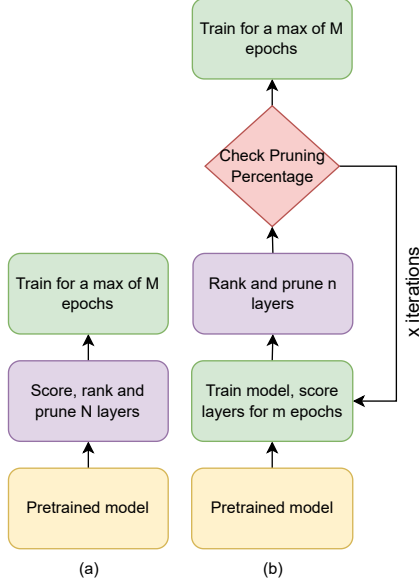 Train for a max of M
epochs
Check Pruning
Percentage
x iterations
Train for a max of M
epochs
Rank and prune n
layers
Score, rank and
prune N layers
Train model, score
layers for m epochs
Pretrained model
Pretrained model
(a)
(b)